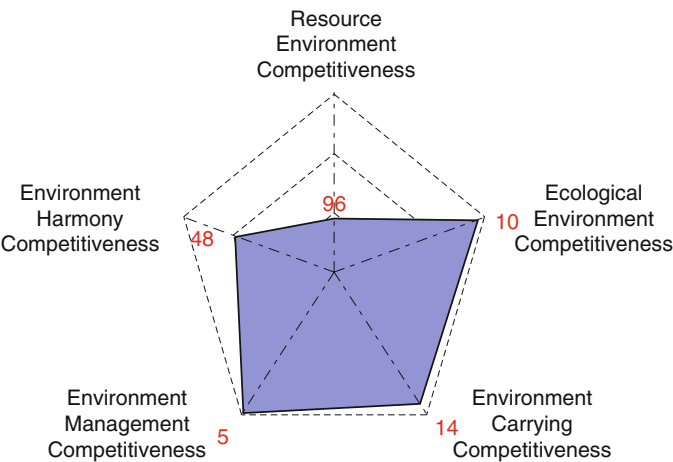 Resource
Environment
Competitiveness
96
Environment
Harmony
Competitiveness
48
Ecological
Environment
Competitiveness
10
Environment
Management
Competitiveness
5
Environment
Carrying
Competitiveness
14